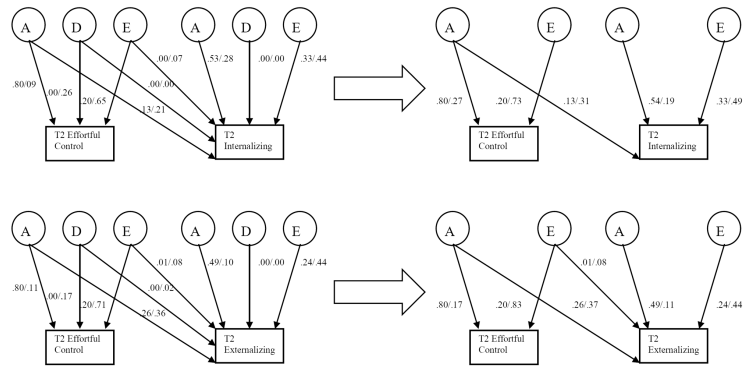 A D E A D E
A E A E
.00/.07 .53/.28 .00/.00 .33/.44
.80/09 .00/.26 .20/.65 .00/.00 .13/.21
.80/.27 .20/.73 .13/.31 .54/.19 .33/.49
T2 Effortful
Control
T2
Internalizing
T2 Effortful
Control
T2
Internalizing
A D E A D E
A E A E
.01/.08 .49/.10 .00/.00 .24/.44
.80/.11 .00/.17 .20/.71 .00/.02 .26/.36
.01/.08
.80/.17 .20/.83 .26/.37 .49/.11 .24/.44
T2 Effortful
Control
T2
Externalizing
T2 Effortful
Control
T2
Externalizing